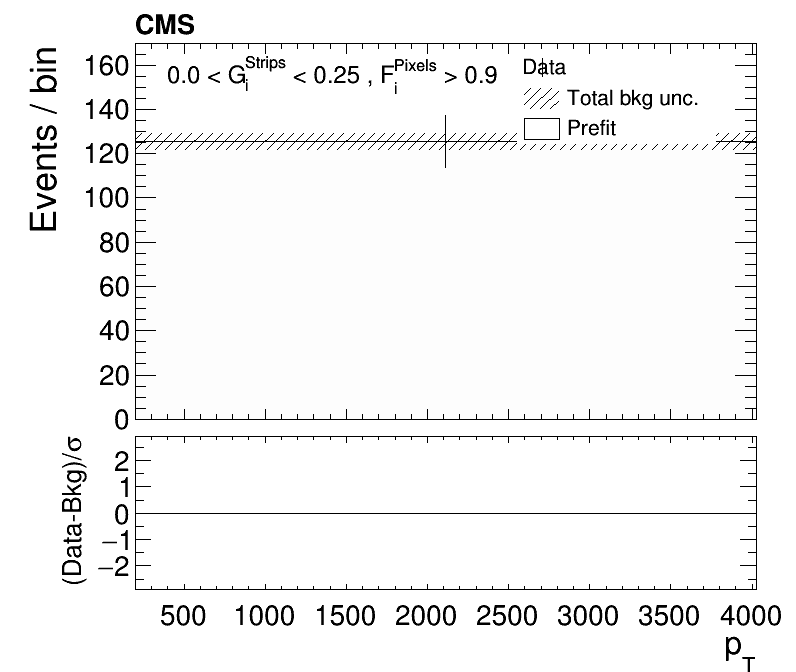 CMS
Events / bin
160
140
120
100
80
60
40
20
0
0.0 < G_i^Strips < 0.25 , F_i^Pixels > 0.9
Data
Total bkg unc.
Prefit
(Data-Bkg)/σ
2
1
0
−1
−2
500 1000 1500 2000 2500 3000 3500 4000
p_T